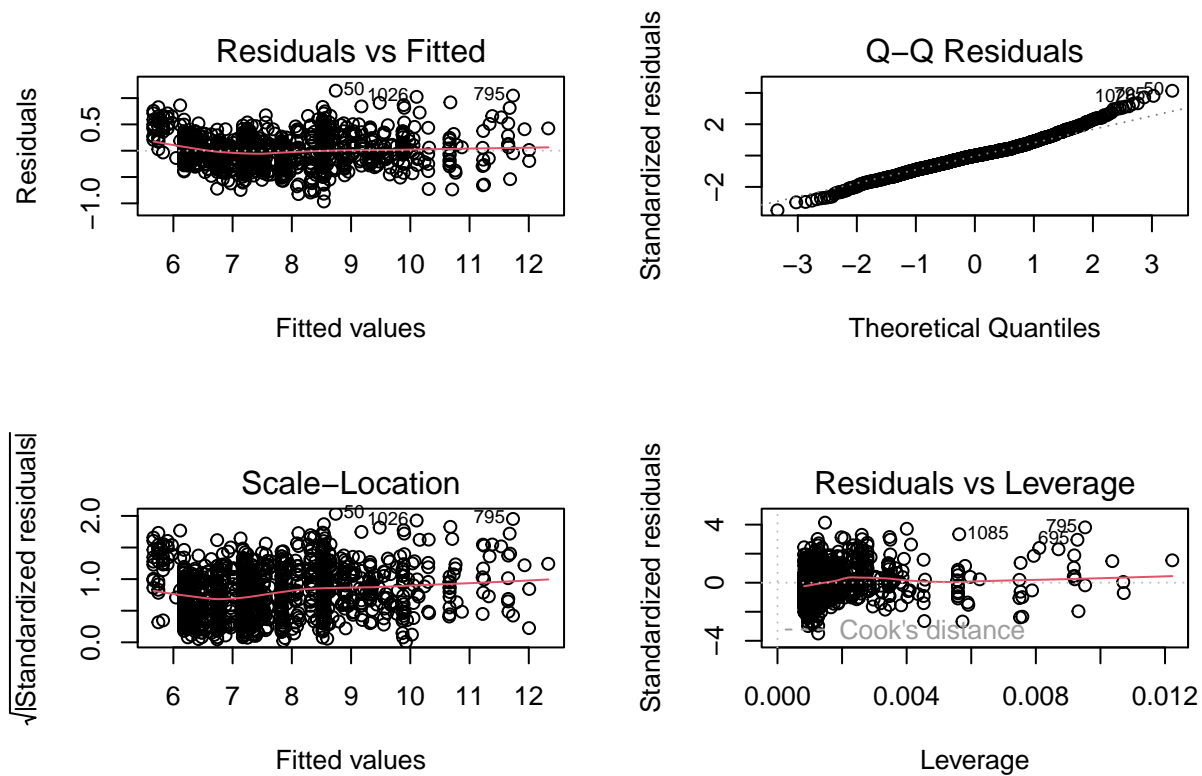 Residuals vs Fitted
Residuals
−1.0
0.5
50
1026
795
6 7 8 9 10 11 12
Fitted values
Q−Q Residuals
Standardized residuals
−2
2
50
795
−3 −2 −1 0 1 2 3
Theoretical Quantiles
Scale−Location
√|Standardized residuals|
0.0
1.0
2.0
50
1026
795
6 7 8 9 10 11 12
Fitted values
Residuals vs Leverage
Standardized residuals
−4
0
4
795
1085
695
Cook's distance
0.000 0.004 0.008 0.012
Leverage